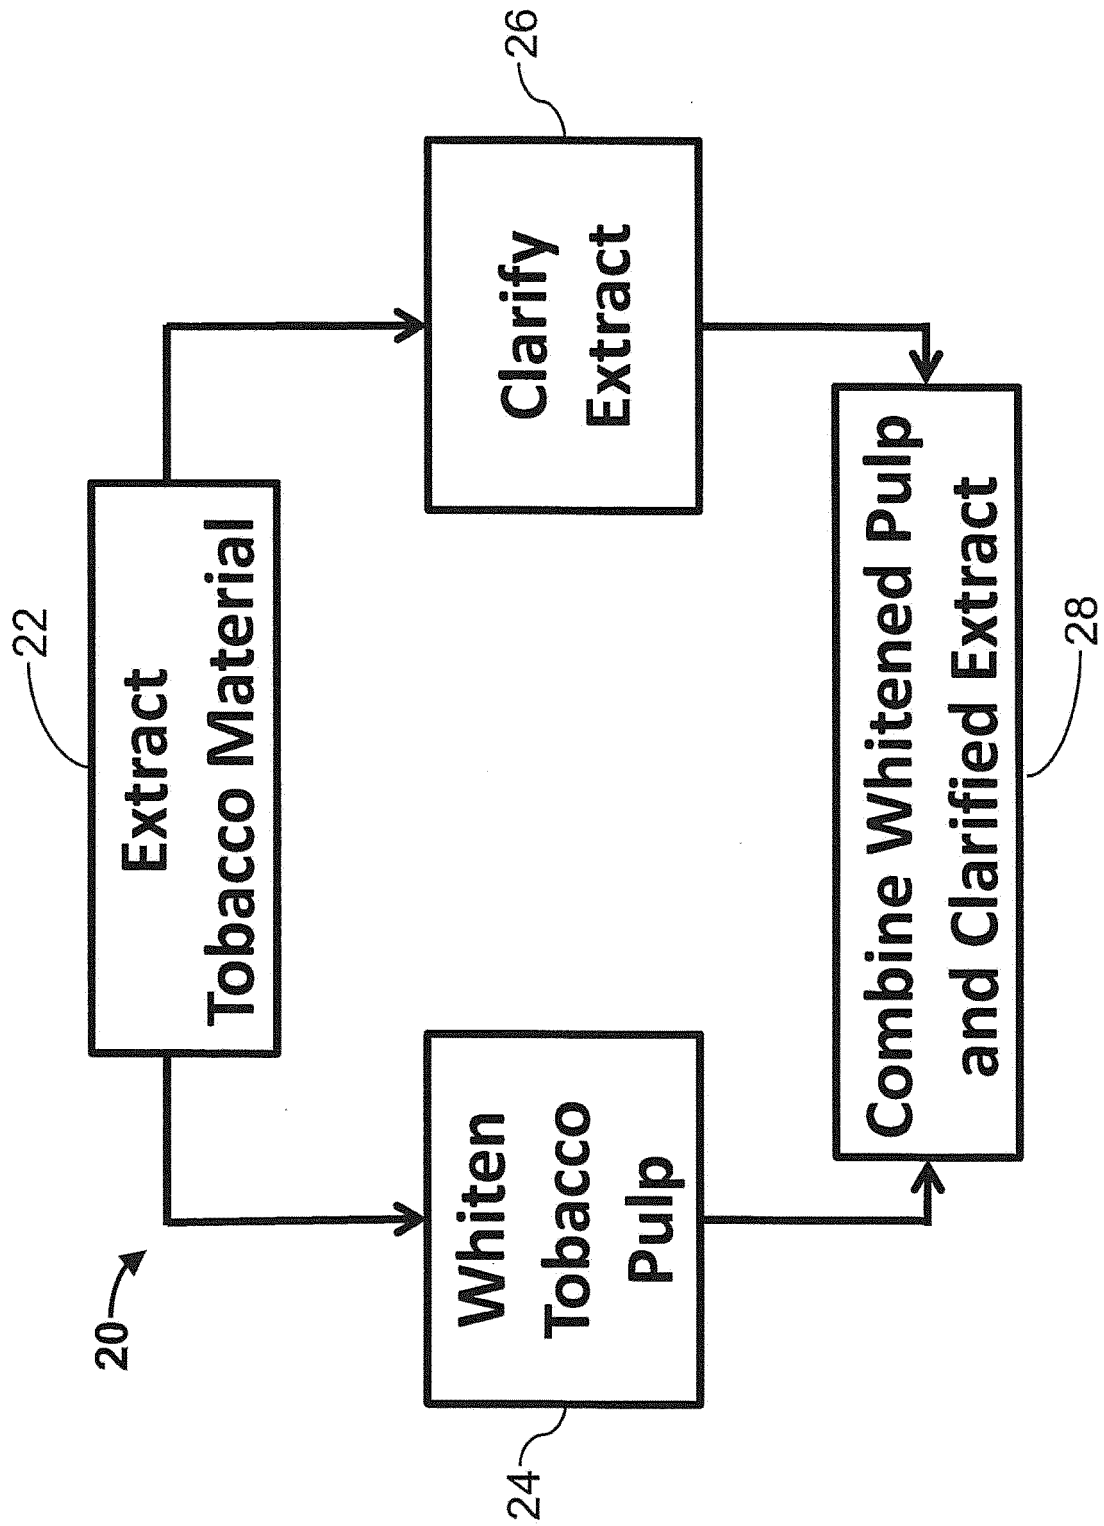 20
22
Extract
Tobacco Material
24
Whiten
Tobacco
Pulp
26
Clarify
Extract
Combine Whitened Pulp
and Clarified Extract
28